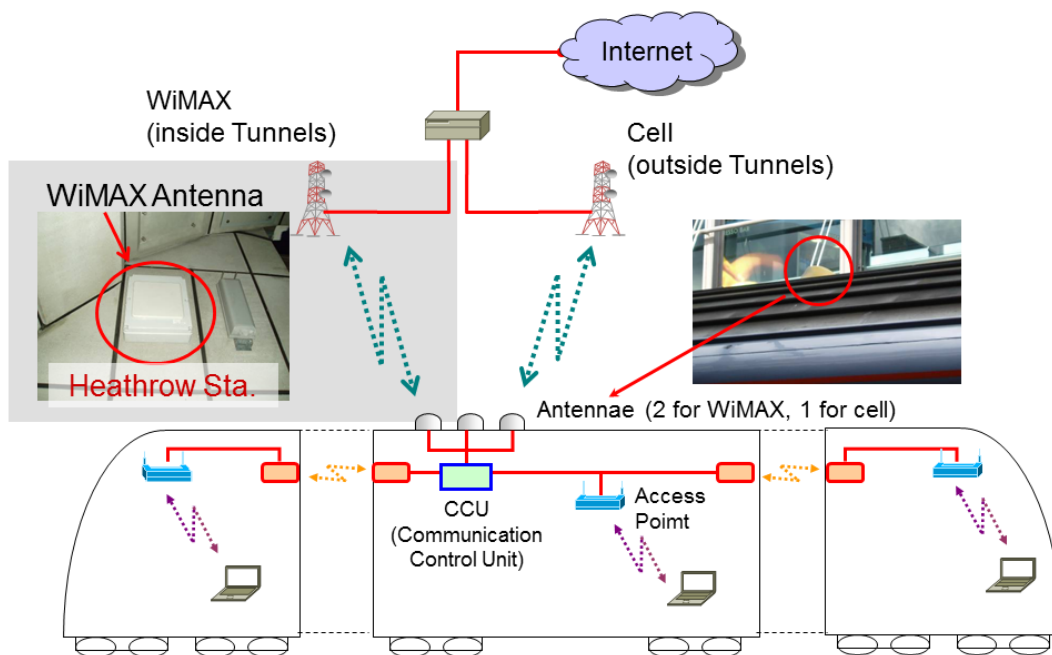 Internet
WiMAX
(inside Tunnels)
Cell
(outside Tunnels)
WiMAX Antenna
Heathrow Sta.
Antennae (2 for WiMAX, 1 for cell)
CCU
(Communication
Control Unit)
Access
Poimt